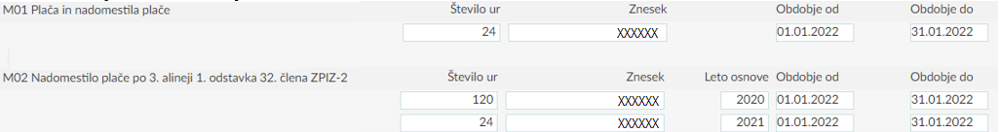 M01 Plača in nadomestila plače Število ur Znesek Obdobje od Obdobje do
24 XXXXXX 01.01.2022 31.01.2022
M02 Nadomestilo plače po 3. alineji 1. odstavka 32. člena ZPIZ-2 Število ur Znesek Leto osnove Obdobje od Obdobje do
120 XXXXXX 2020 01.01.2022 31.01.2022
24 XXXXXX 2021 01.01.2022 31.01.2022